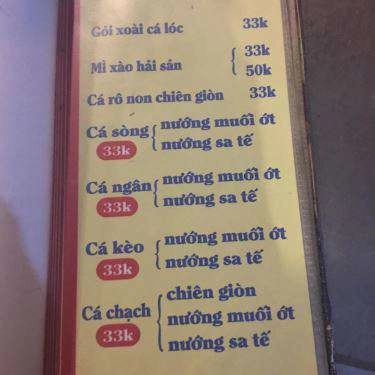 Gỏi xoài cá lóc 33k
Mì xào hải sản 33k
50k
Cá rô non chiên giòn 33k
Cá sòng nướng muối ớt
33k nướng sa tế
Cá ngân nướng muối ớt
33k nướng sa tế
Cá kèo nướng muối ớt
33k nướng sa tế
chiên giòn
Cá chạch nướng muối ớt
33k nướng sa tế